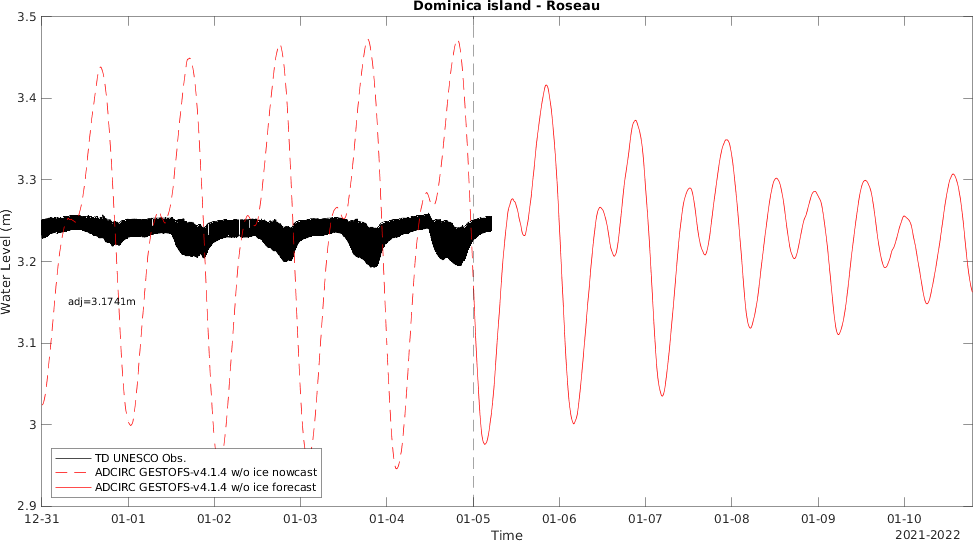 Dominica island - Roseau
3.5
3.4
3.3
3.2
3.1
3
2.9
Water Level (m)
adj=3.1741m
TD UNESCO Obs.
ADCIRC GESTOFS-v4.1.4 w/o ice nowcast
ADCIRC GESTOFS-v4.1.4 w/o ice forecast
12-31 01-01 01-02 01-03 01-04 01-05 01-06 01-07 01-08 01-09 01-10
Time
2021-2022